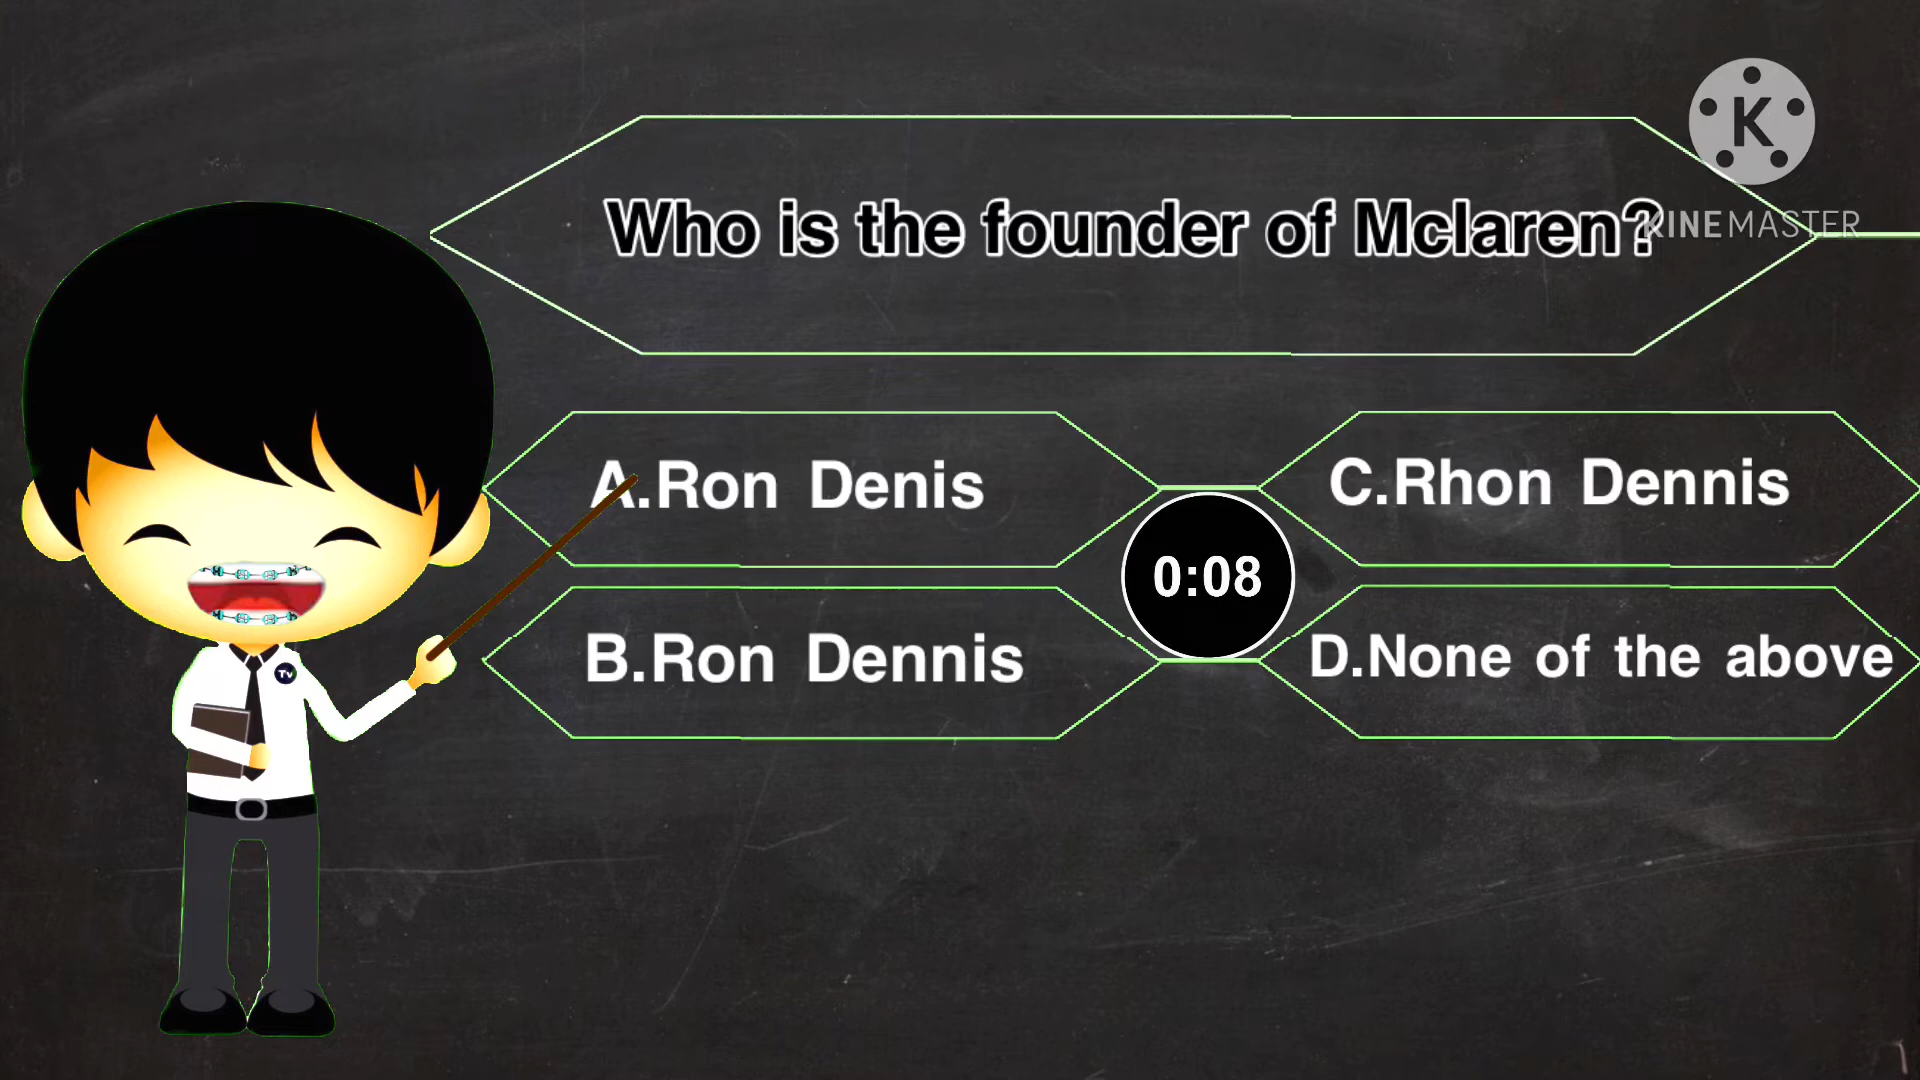 K
KINEMASTER
Who is the founder of Mclaren?
A.Ron Denis
C.Rhon Dennis
0:08
B.Ron Dennis
D.None of the above
Tv